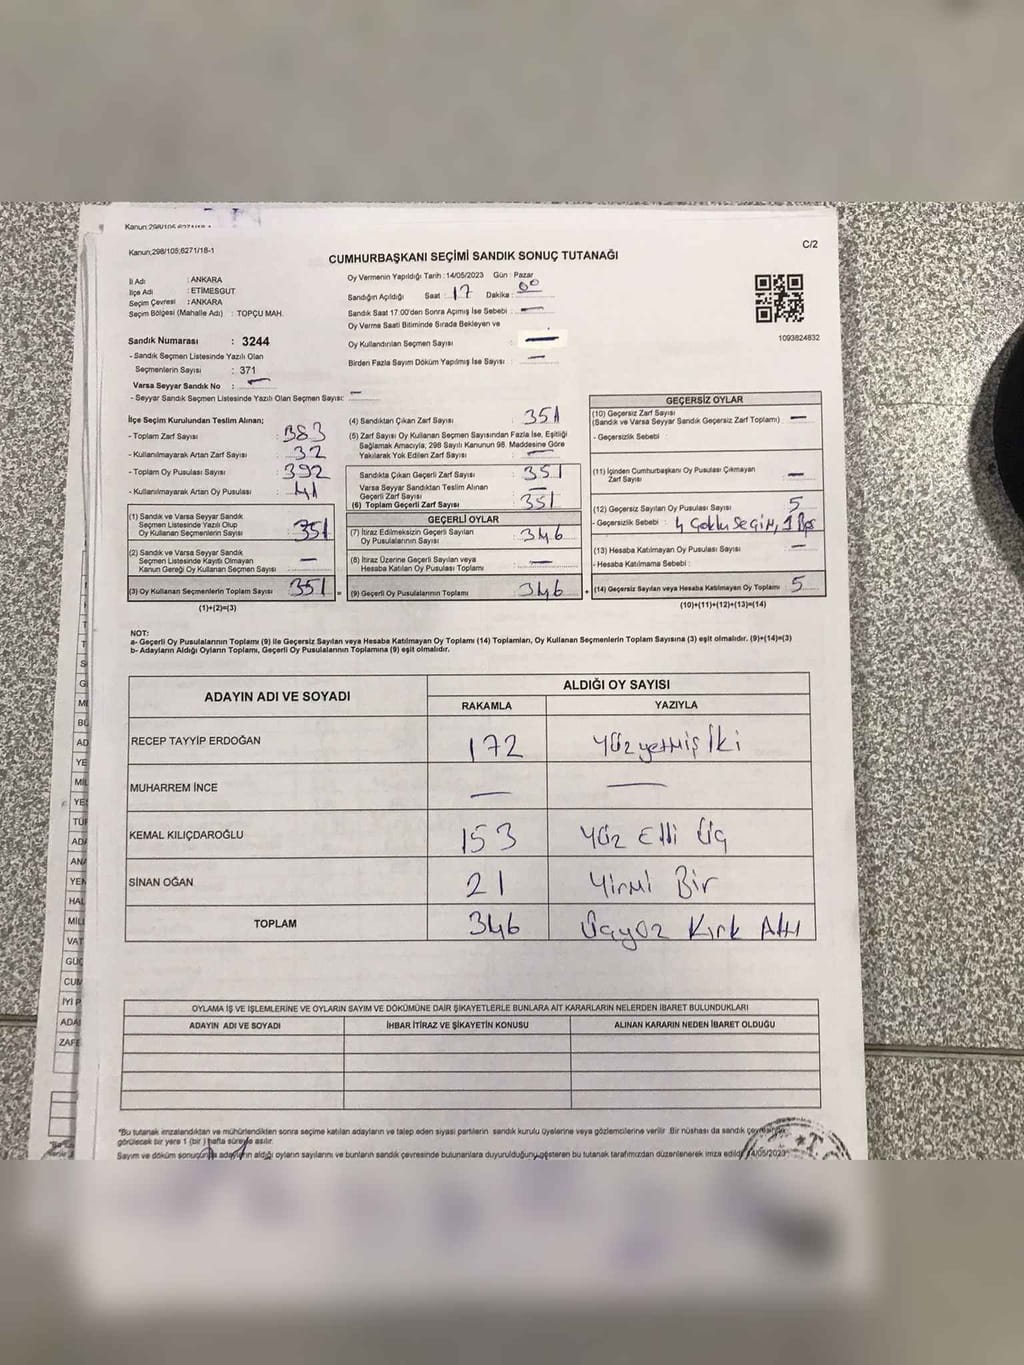 Kanun:298/105;6271/18-1
C/2
CUMHURBAŞKANI SEÇİMİ SANDIK SONUÇ TUTANAĞI
İl Adı : ANKARA
İlçe Adı : ETİMESGUT
Seçim Çevresi : ANKARA
Seçim Bölgesi (Mahalle Adı) : TOPÇU MAH.
Sandık Numarası : 3244
- Sandık Seçmen Listesinde Yazılı Olan
Seçmenlerin Sayısı : 371
Varsa Seyyar Sandık No : —
- Seyyar Sandık Seçmen Listesinde Yazılı Olan Seçmen Sayısı: —
Oy Vermenin Yapıldığı Tarih : 14/05/2023 Gün : Pazar
Sandığın Açıldığı Saat : 17 Dakika : 00
Sandık Saat 17.00'den Sonra Açımış İse Sebebi : —
Oy Verme Saati Bitiminde Sırada Bekleyen ve
Oy Kullandırılan Seçmen Sayısı : —
Birden Fazla Sayım Döküm Yapılmış İse Sayısı : —
1093824832
İlçe Seçim Kurulundan Teslim Alınan;
- Toplam Zarf Sayısı : 383
- Kullanılmayarak Artan Zarf Sayısı : 32
- Toplam Oy Pusulası Sayısı : 392
- Kullanılmayarak Artan Oy Pusulası : 41
(1) Sandık ve Varsa Seyyar Sandık
Seçmen Listesinde Yazılı Olup
Oy Kullanan Seçmenlerin Sayısı : 351
(2) Sandık ve Varsa Seyyar Sandık
Seçmen Listesinde Kayıtlı Olmayan
Kanun Gereği Oy Kullanan Seçmen Sayısı : —
(3) Oy Kullanan Seçmenlerin Toplam Sayısı : 351 =
(1)+(2)=(3)
(4) Sandıktan Çıkan Zarf Sayısı : 351
(5) Zarf Sayısı Oy Kullanan Seçmen Sayısından Fazla İse, Eşitliği
Sağlamak Amacıyla, 298 Sayılı Kanunun 98. Maddesine Göre
Yakılarak Yok Edilen Zarf Sayısı : —
Sandıkta Çıkan Geçerli Zarf Sayısı : 351
Varsa Seyyar Sandıktan Teslim Alınan
Geçerli Zarf Sayısı : —
(6) Toplam Geçerli Zarf Sayısı : 351
GEÇERLİ OYLAR
(7) İtiraz Edilmeksizin Geçerli Sayılan
Oy Pusulalarının Sayısı : 346
(8) İtiraz Üzerine Geçerli Sayılan veya
Hesaba Katılan Oy Pusulası Toplamı : —
(9) Geçerli Oy Pusulalarının Toplamı : 346 +
GEÇERSİZ OYLAR
(10) Geçersiz Zarf Sayısı
(Sandık ve Varsa Seyyar Sandık Geçersiz Zarf Toplamı) : —
- Geçersizlik Sebebi :
(11) İçinden Cumhurbaşkanı Oy Pusulası Çıkmayan
Zarf Sayısı : —
(12) Geçersiz Sayılan Oy Pusulası Sayısı : 5
- Geçersizlik Sebebi : 4 Çoklu Seçim, 1 Boş
(13) Hesaba Katılmayan Oy Pusulası Sayısı : —
- Hesaba Katılmama Sebebi :
(14) Geçersiz Sayılan veya Hesaba Katılmayan Oy Toplamı : 5
(10)+(11)+(12)+(13)=(14)
NOT:
a- Geçerli Oy Pusulalarının Toplamı (9) ile Geçersiz Sayılan veya Hesaba Katılmayan Oy Toplamı (14) Toplamları, Oy Kullanan Seçmenlerin Toplam Sayısına (3) eşit olmalıdır. (9)+(14)=(3)
b- Adayların Aldığı Oyların Toplamı, Geçerli Oy Pusulalarının Toplamına (9) eşit olmalıdır.
ADAYIN ADI VE SOYADI ALDIĞI OY SAYISI
RAKAMLA YAZIYLA
RECEP TAYYİP ERDOĞAN 172 Yüz yetmiş İki
MUHARREM İNCE — —
KEMAL KILIÇDAROĞLU 153 Yüz Elli Üç
SİNAN OĞAN 21 Yirmi Bir
TOPLAM 346 Üçyüz Kırk Altı
OYLAMA İŞ VE İŞLEMLERİNE VE OYLARIN SAYIM VE DÖKÜMÜNE DAİR ŞİKAYETLERLE BUNLARA AİT KARARLARIN NELERDEN İBARET BULUNDUKLARI
ADAYIN ADI VE SOYADI İHBAR İTİRAZ VE ŞİKAYETİN KONUSU ALINAN KARARIN NEDEN İBARET OLDUĞU
*Bu tutanak imzalandıktan ve mühürlendikten sonra seçime katılan adayların ve talep eden siyasi partilerin sandık kurulu üyelerine veya gözlemcilerine verilir .Bir nüshası da sandık çevresinde
görülecek bir yere 1 (bir ) hafta süreyle asılır.
Sayım ve döküm sonucunda adayların aldığı oyların sayılarını ve bunların sandık çevresinde bulunanlara duyurulduğunu gösteren bu tutanak tarafımızdan düzenlenerek imza edildi. 14/05/2023